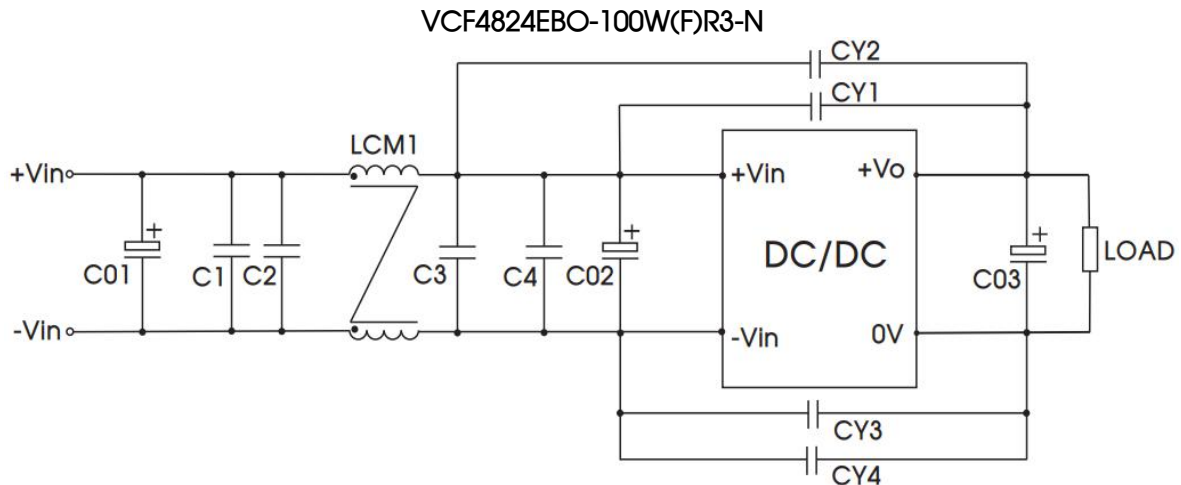 VCF4824EBO-100W(F)R3-N
CY2
CY1
LCM1
+Vin
+Vin
+Vo
+
+
+
DC/DC
C01
C1
C2
C3
C4
C02
C03
LOAD
-Vin
-Vin
0V
CY3
CY4